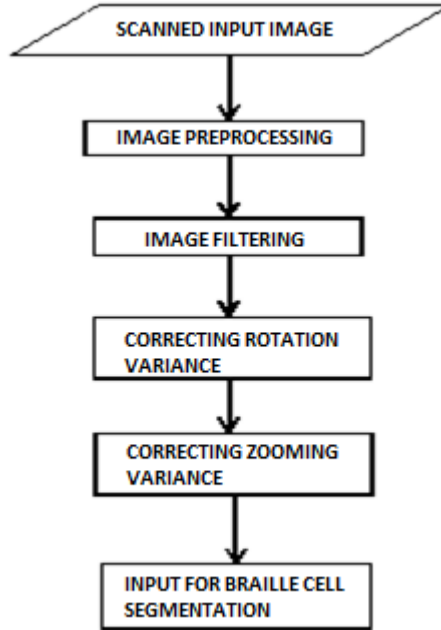 SCANNED INPUT IMAGE
IMAGE PREPROCESSING
IMAGE FILTERING
CORRECTING ROTATION
VARIANCE
CORRECTING ZOOMING
VARIANCE
INPUT FOR BRAILLE CELL
SEGMENTATION